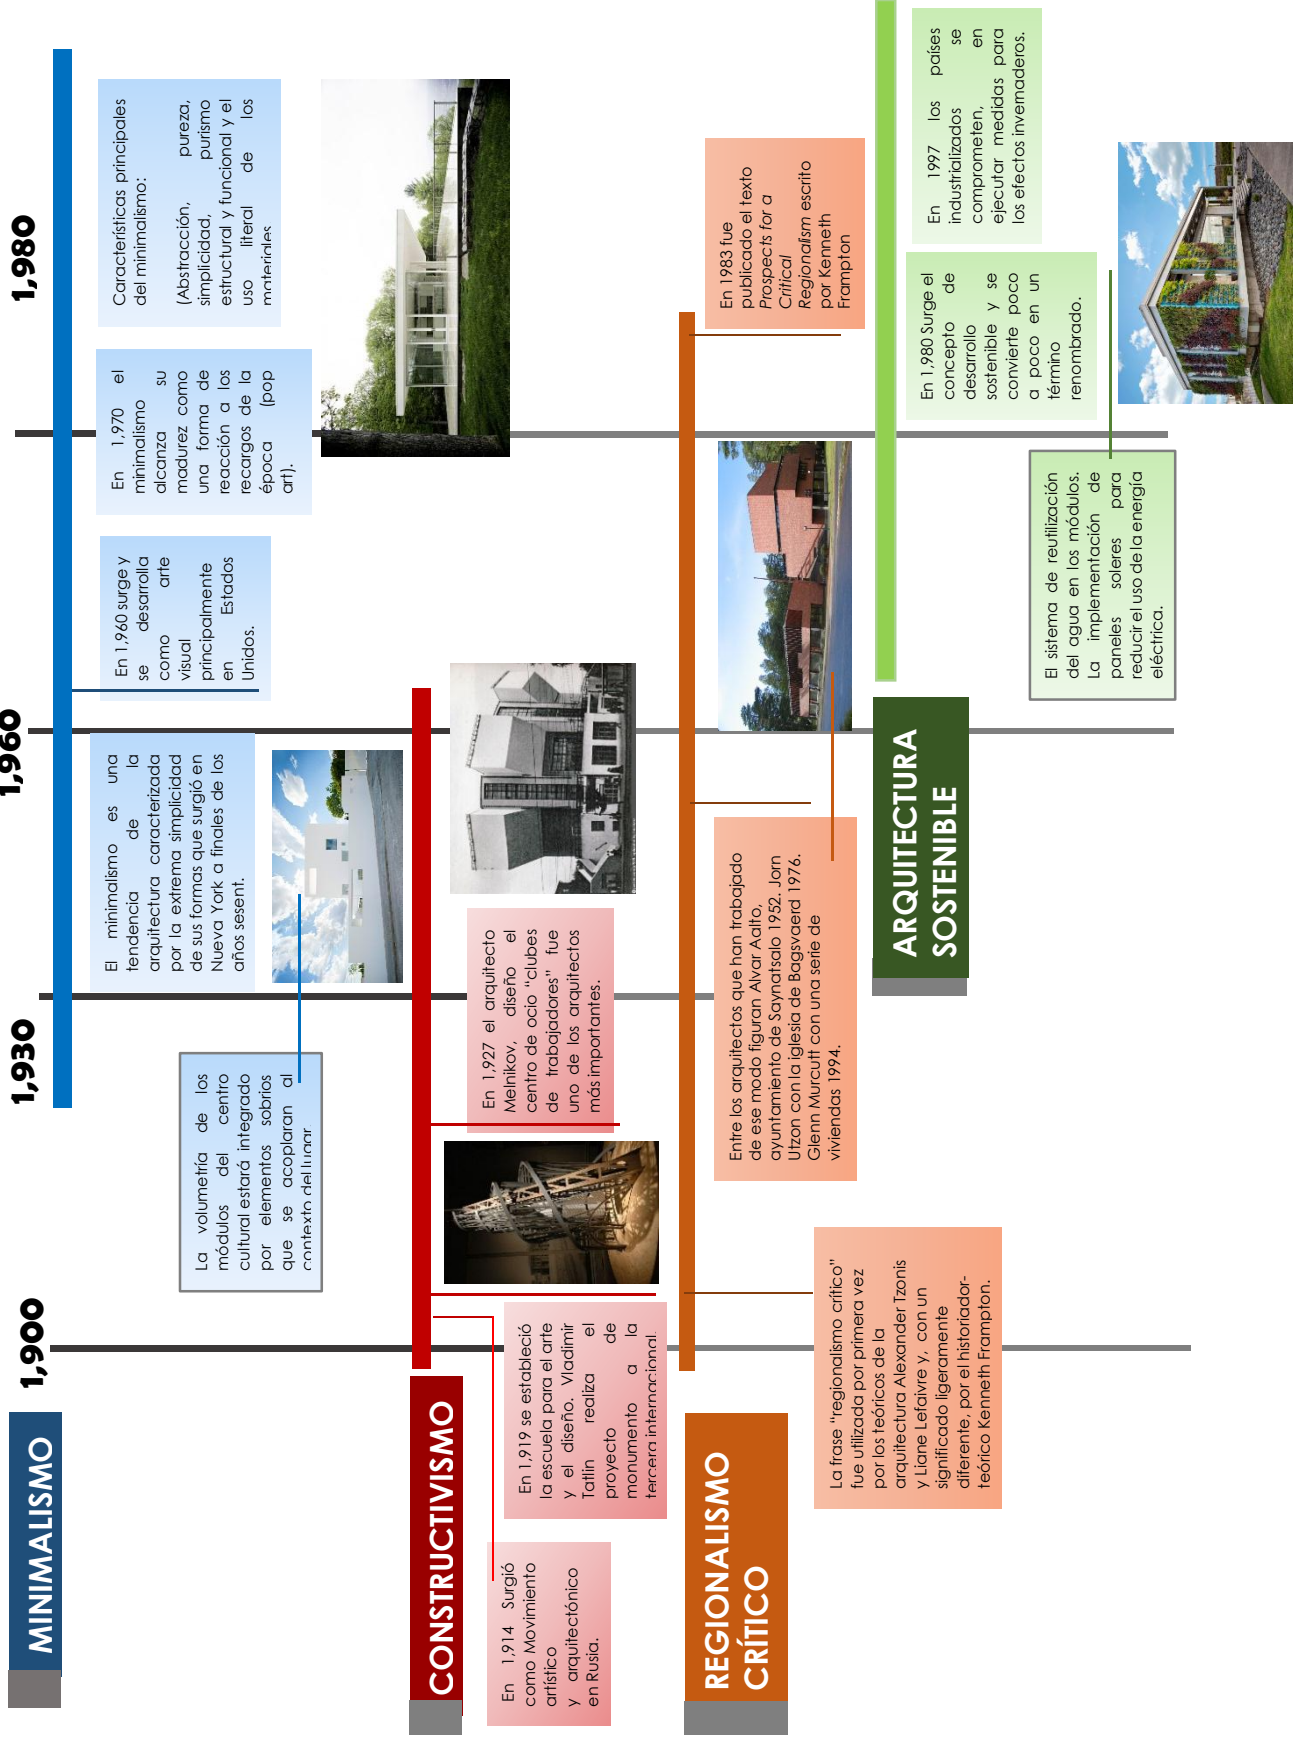 1,900
1,930
1,960
1,980
MINIMALISMO
La volumetría de los
módulos del centro
cultural estará integrado
por elementos sobrios
que se acoplaran al
contexto del lugar
El minimalismo es una
tendencia de la
arquitectura caracterizada
por la extrema simplicidad
de sus formas que surgió en
Nueva York a finales de los
años sesent.
En 1,960 surge y
se desarrolla
como arte
visual
principalmente
en Estados
Unidos.
En 1,970 el
minimalismo
alcanza su
madurez como
una forma de
reacción a los
recargos de la
época (pop
art).
Características principales
del minimalismo:
(Abstracción, pureza,
simplicidad, purismo
estructural y funcional y el
uso literal de los
materiales
CONSTRUCTIVISMO
En 1,914 Surgió
como Movimiento
artístico
y arquitectónico
en Rusia.
En 1,919 se estableció
la escuela para el arte
y el diseño. Vladimir
Tatlin realiza el
proyecto de
monumento a la
tercera internacional.
En 1,927 el arquitecto
Melnikov, diseño el
centro de ocio "clubes
de trabajadores" fue
uno de los arquitectos
más importantes.
REGIONALISMO
CRÍTICO
La frase "regionalismo crítico"
fue utilizada por primera vez
por los teóricos de la
arquitectura Alexander Tzonis
y Liane Lefaivre y, con un
significado ligeramente
diferente, por el historiador-
teórico Kenneth Frampton.
Entre los arquitectos que han trabajado
de ese modo figuran Alvar Aalto,
ayuntamiento de Saynatsalo 1952. Jorn
Utzon con la iglesia de Bagsvaerd 1976.
Glenn Murcutt con una serie de
viviendas 1994.
En 1983 fue
publicado el texto
Prospects for a
Critical
Regionalism escrito
por Kenneth
Frampton
ARQUITECTURA
SOSTENIBLE
El sistema de reutilización
del agua en los módulos.
La implementación de
paneles soleres para
reducir el uso de la energía
eléctrica.
En 1,980 Surge el
concepto de
desarrollo
sostenible y se
convierte poco
a poco en un
término
renombrado.
En 1997 los países
industrializados se
comprometen, en
ejecutar medidas para
los efectos invernaderos.